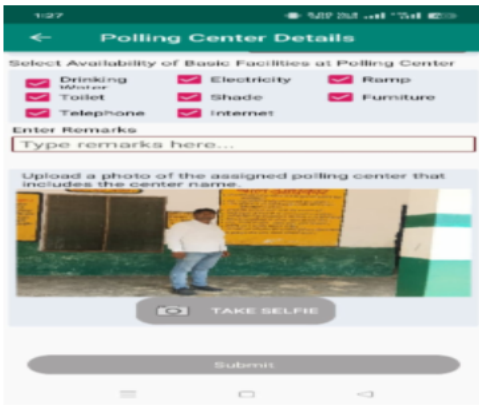 1:27
Polling Center Details
Select Availability of Basic Facilities at Polling Center
Drinking Water
Electricity
Ramp
Toilet
Shade
Furniture
Telephone
Internet
Enter Remarks
Type remarks here...
Upload a photo of the assigned polling center that
includes the center name.
TAKE SELFIE
Submit